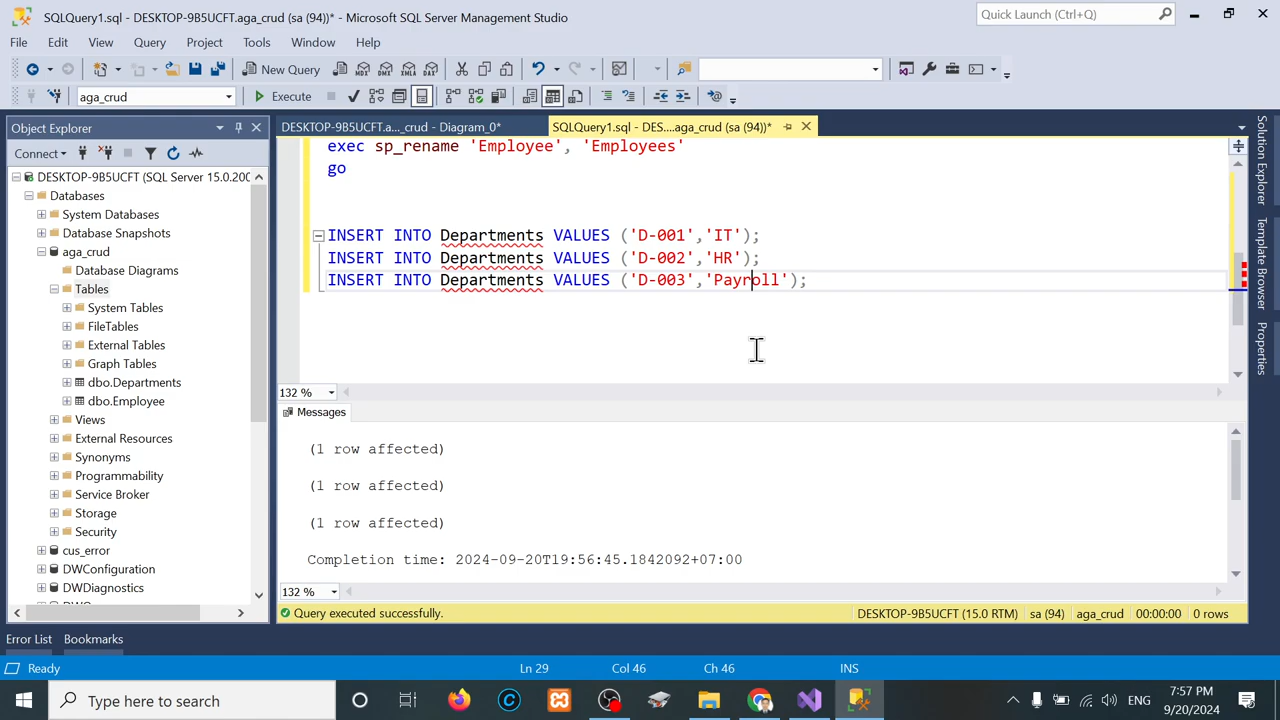 SQLQuery1.sql - DESKTOP-9B5UCFT.aga_crud (sa (94))* - Microsoft SQL Server Management Studio
Quick Launch (Ctrl+Q)
File Edit View Query Project Tools Window Help
New Query
MDX DMX XMLA DAX
aga_crud
Execute
Object Explorer
DESKTOP-9B5UCFT.a..._crud - Diagram_0*
SQLQuery1.sql - DES....aga_crud (sa (94))*
Connect
DESKTOP-9B5UCFT (SQL Server 15.0.200
Databases
System Databases
Database Snapshots
aga_crud
Database Diagrams
Tables
System Tables
FileTables
External Tables
Graph Tables
dbo.Departments
dbo.Employee
Views
External Resources
Synonyms
Programmability
Service Broker
Storage
Security
cus_error
DWConfiguration
DWDiagnostics
exec sp_rename 'Employee', 'Employees'
go
INSERT INTO Departments VALUES ('D-001','IT');
INSERT INTO Departments VALUES ('D-002','HR');
INSERT INTO Departments VALUES ('D-003','Payroll');
132 %
Messages
(1 row affected)
(1 row affected)
(1 row affected)
Completion time: 2024-09-20T19:56:45.1842092+07:00
132 %
Query executed successfully.
DESKTOP-9B5UCFT (15.0 RTM) sa (94) aga_crud 00:00:00 0 rows
Solution Explorer
Template Browser
Properties
Error List Bookmarks
Ready Ln 29 Col 46 Ch 46 INS
Type here to search
ENG
7:57 PM
9/20/2024